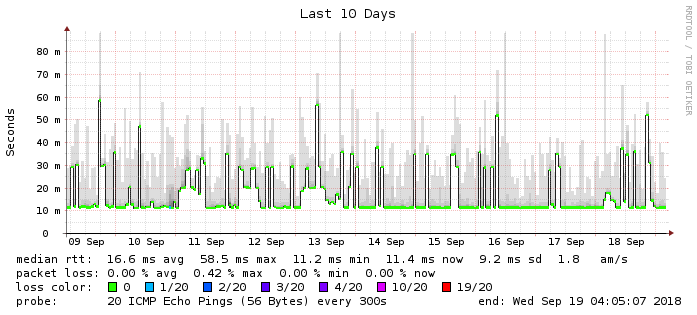 Last 10 Days
RRDTOOL / TOBI OETIKER
Seconds
80 m
70 m
60 m
50 m
40 m
30 m
20 m
10 m
0
09 Sep 10 Sep 11 Sep 12 Sep 13 Sep 14 Sep 15 Sep 16 Sep 17 Sep 18 Sep
median rtt: 16.6 ms avg 58.5 ms max 11.2 ms min 11.4 ms now 9.2 ms sd 1.8 am/s
packet loss: 0.00 % avg 0.42 % max 0.00 % min 0.00 % now
loss color: 0 1/20 2/20 3/20 4/20 10/20 19/20
probe: 20 ICMP Echo Pings (56 Bytes) every 300s end: Wed Sep 19 04:05:07 2018